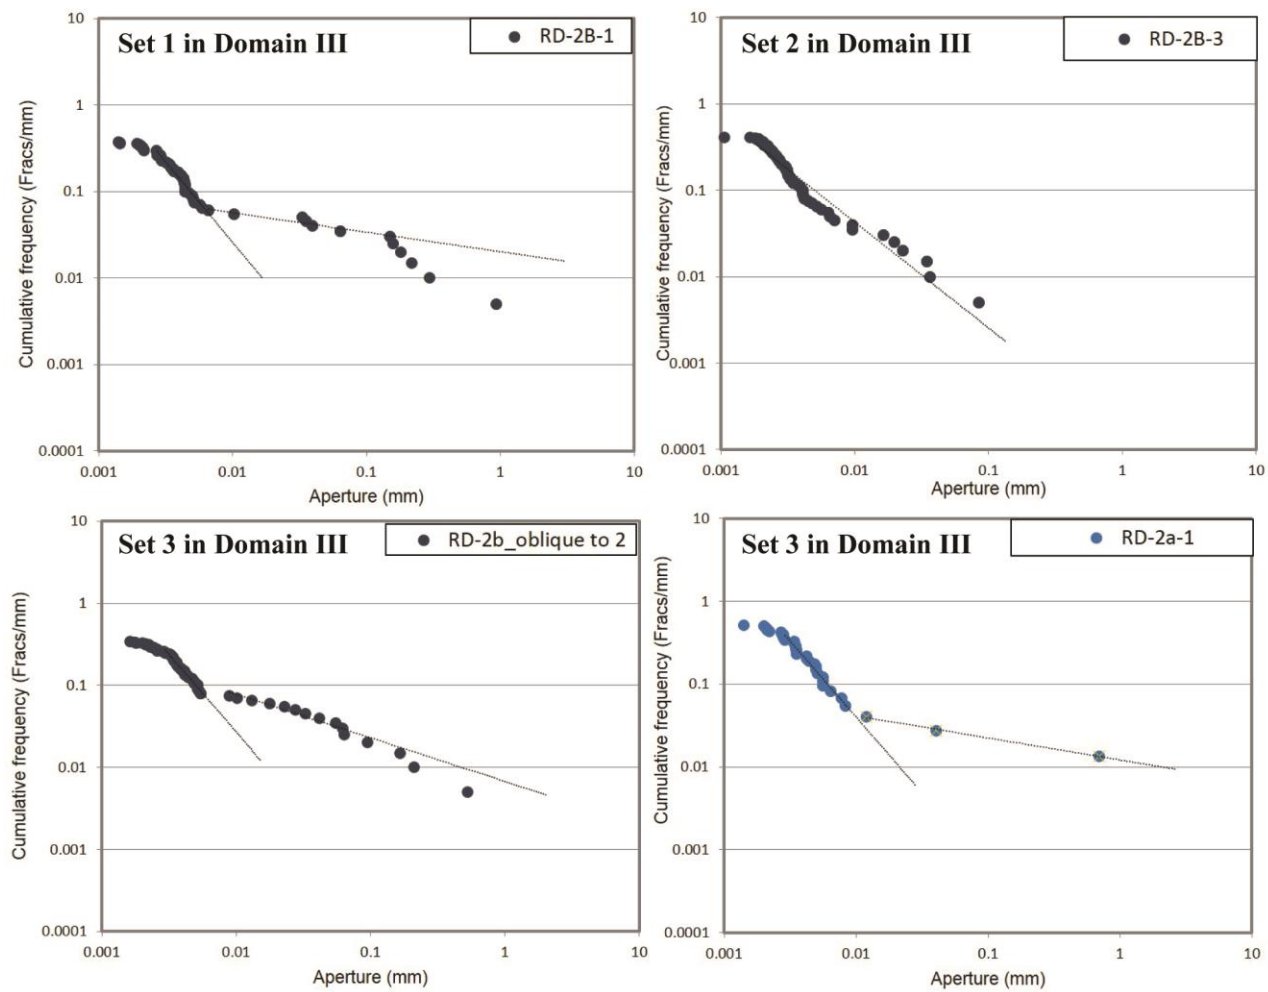 Set 1 in Domain III
RD-2B-1
Cumulative frequency (Fracs/mm)
10
1
0.1
0.01
0.001
0.0001
0.001 0.01 0.1 1 10
Aperture (mm)
Set 2 in Domain III
RD-2B-3
Cumulative frequency (Fracs/mm)
10
1
0.1
0.01
0.001
0.0001
0.001 0.01 0.1 1 10
Aperture (mm)
Set 3 in Domain III
RD-2b_oblique to 2
Cumulative frequency (Fracs/mm)
10
1
0.1
0.01
0.001
0.0001
0.001 0.01 0.1 1 10
Aperture (mm)
Set 3 in Domain III
RD-2a-1
Cumulative frequency (Fracs/mm)
10
1
0.1
0.01
0.001
0.0001
0.001 0.01 0.1 1 10
Aperture (mm)